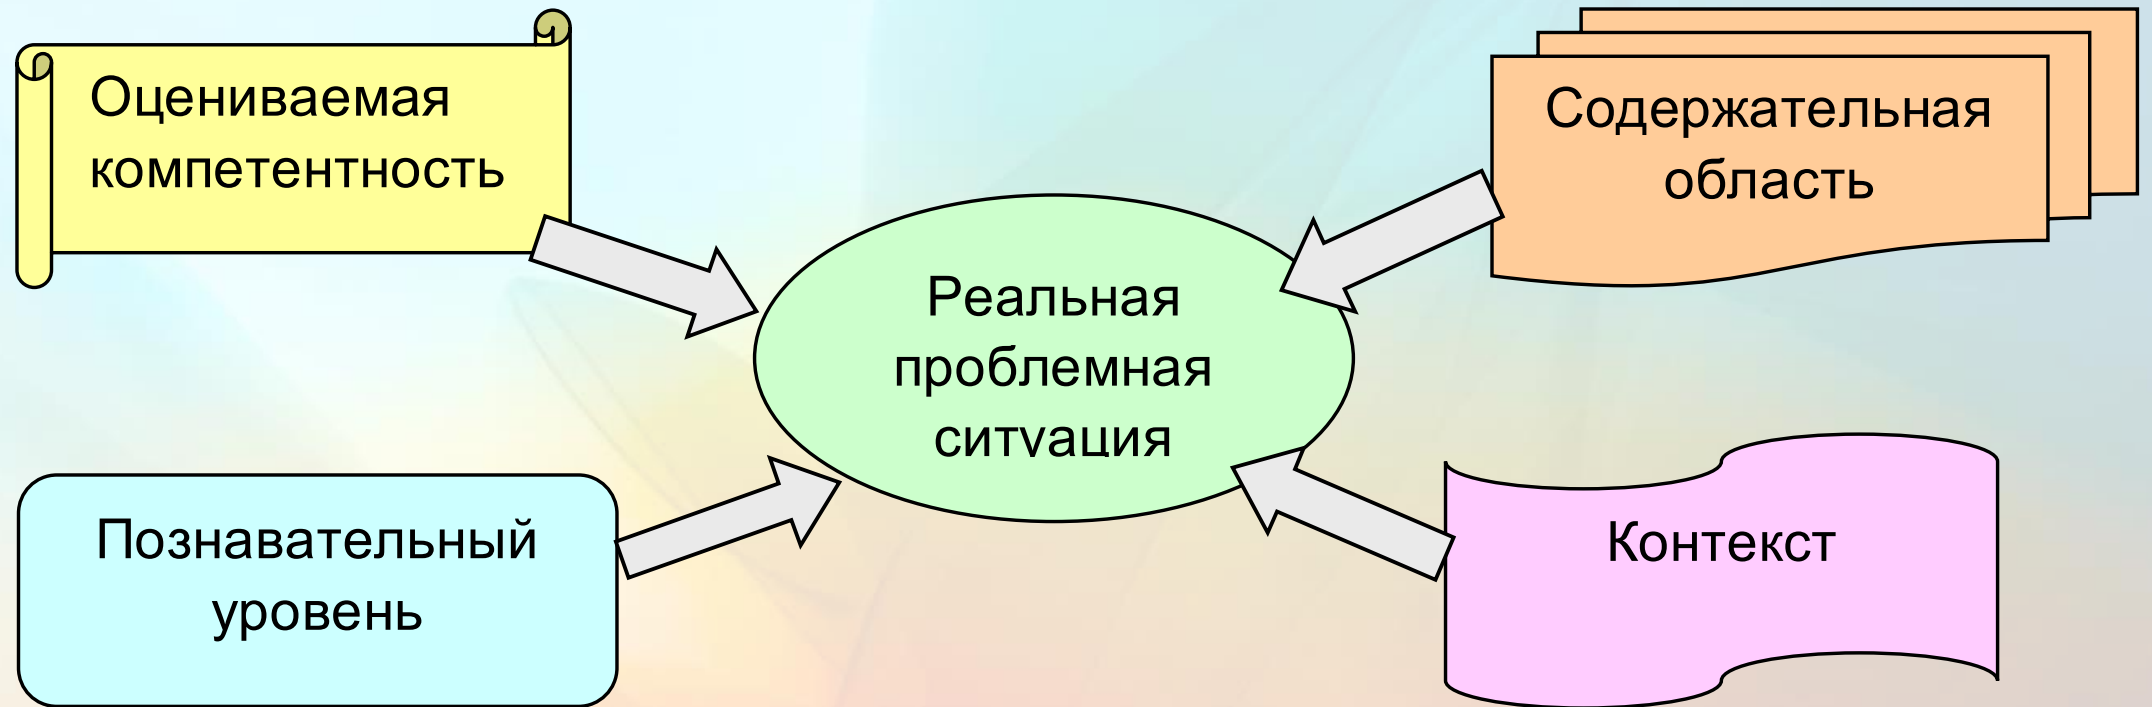 Оцениваемая
компетентность
Содержательная
область
Реальная
проблемная
ситуация
Познавательный
уровень
Контекст